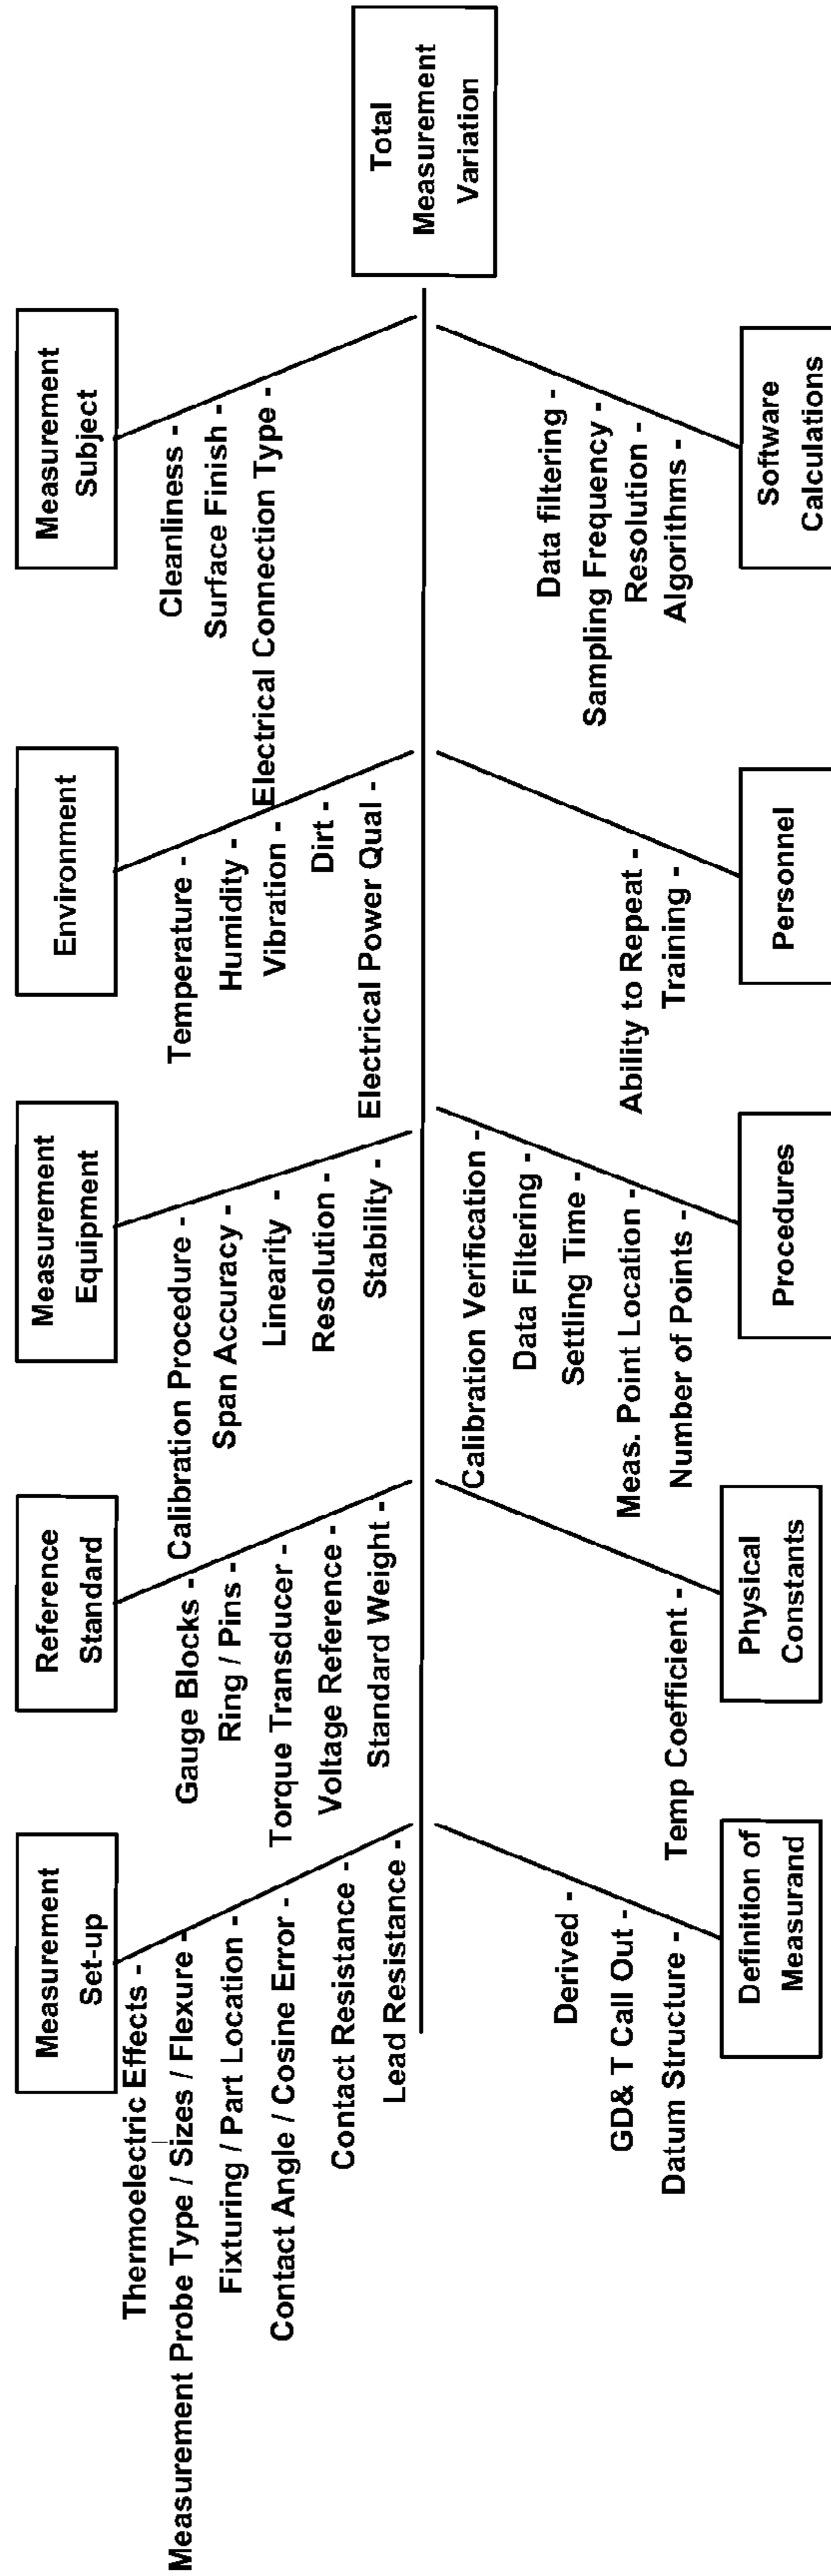 Measurement
Set-up
Thermoelectric Effects -
Measurement Probe Type / Sizes / Flexure -
Fixturing / Part Location -
Contact Angle / Cosine Error -
Contact Resistance -
Lead Resistance -
Reference
Standard
Gauge Blocks -
Ring / Pins -
Torque Transducer -
Voltage Reference -
Standard Weight -
Measurement
Equipment
Calibration Procedure -
Span Accuracy -
Linearity -
Resolution -
Stability -
Environment
Temperature -
Humidity -
Vibration -
Dirt -
Electrical Power Qual -
Measurement
Subject
Cleanliness -
Surface Finish -
Electrical Connection Type -
Total
Measurement
Variation
Derived -
GD& T Call Out -
Datum Structure -
Definition of
Measurand
Temp Coefficient -
Physical
Constants
Calibration Verification -
Data Filtering -
Settling Time -
Meas. Point Location -
Number of Points -
Procedures
Ability to Repeat -
Training -
Personnel
Data filtering -
Sampling Frequency -
Resolution -
Algorithms -
Software
Calculations